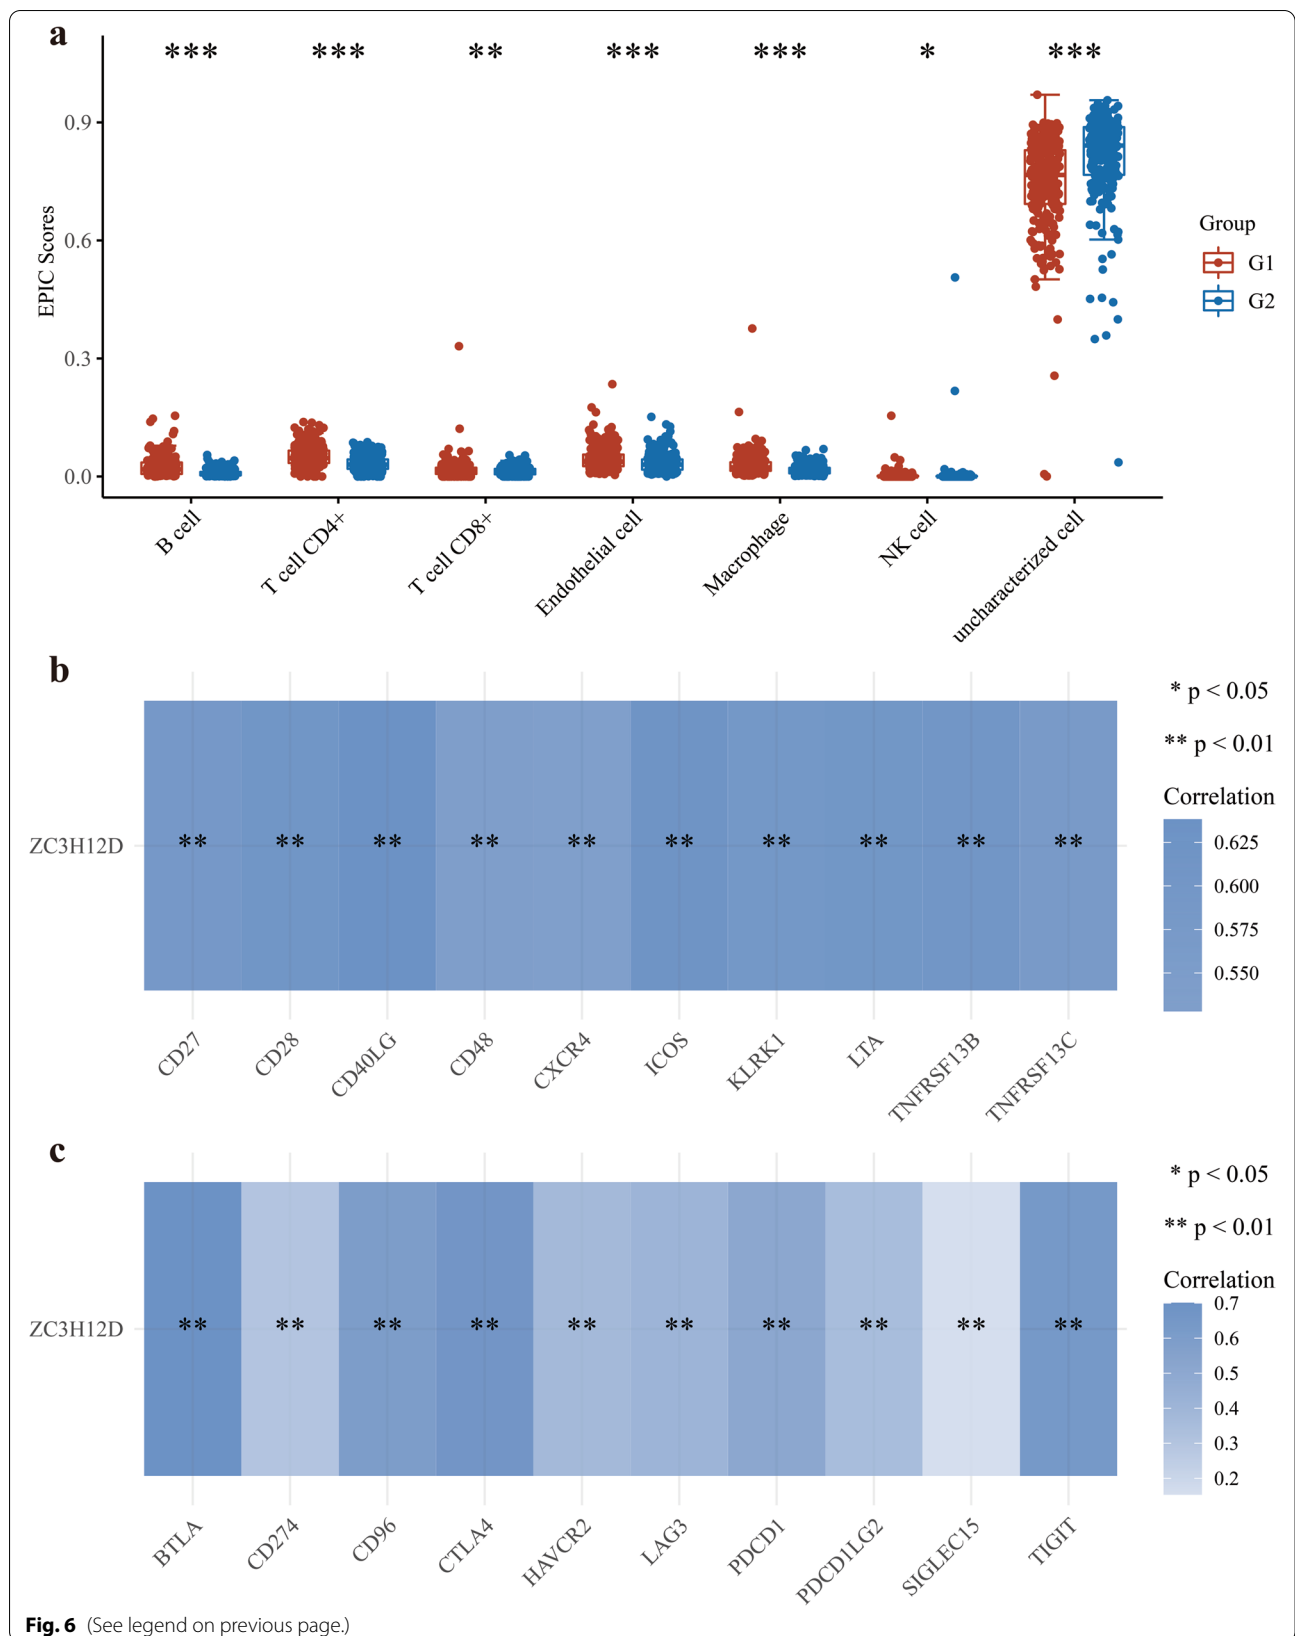 a
*** *** ** *** *** * ***
EPIC Scores
0.9
0.6
0.3
0.0
B cell
T cell CD4+
T cell CD8+
Endothelial cell
Macrophage
NK cell
uncharacterized cell
Group
G1
G2
b
* p < 0.05
** p < 0.01
Correlation
0.625
0.600
0.575
0.550
ZC3H12D
** ** ** ** ** ** ** ** ** **
CD27
CD28
CD40LG
CD48
CXCR4
ICOS
KLRK1
LTA
TNFRSF13B
TNFRSF13C
c
* p < 0.05
** p < 0.01
Correlation
0.7
0.6
0.5
0.4
0.3
0.2
ZC3H12D
** ** ** ** ** ** ** ** ** **
BTLA
CD274
CD96
CTLA4
HAVCR2
LAG3
PDCD1
PDCD1LG2
SIGLEC15
TIGIT
Fig. 6 (See legend on previous page.)